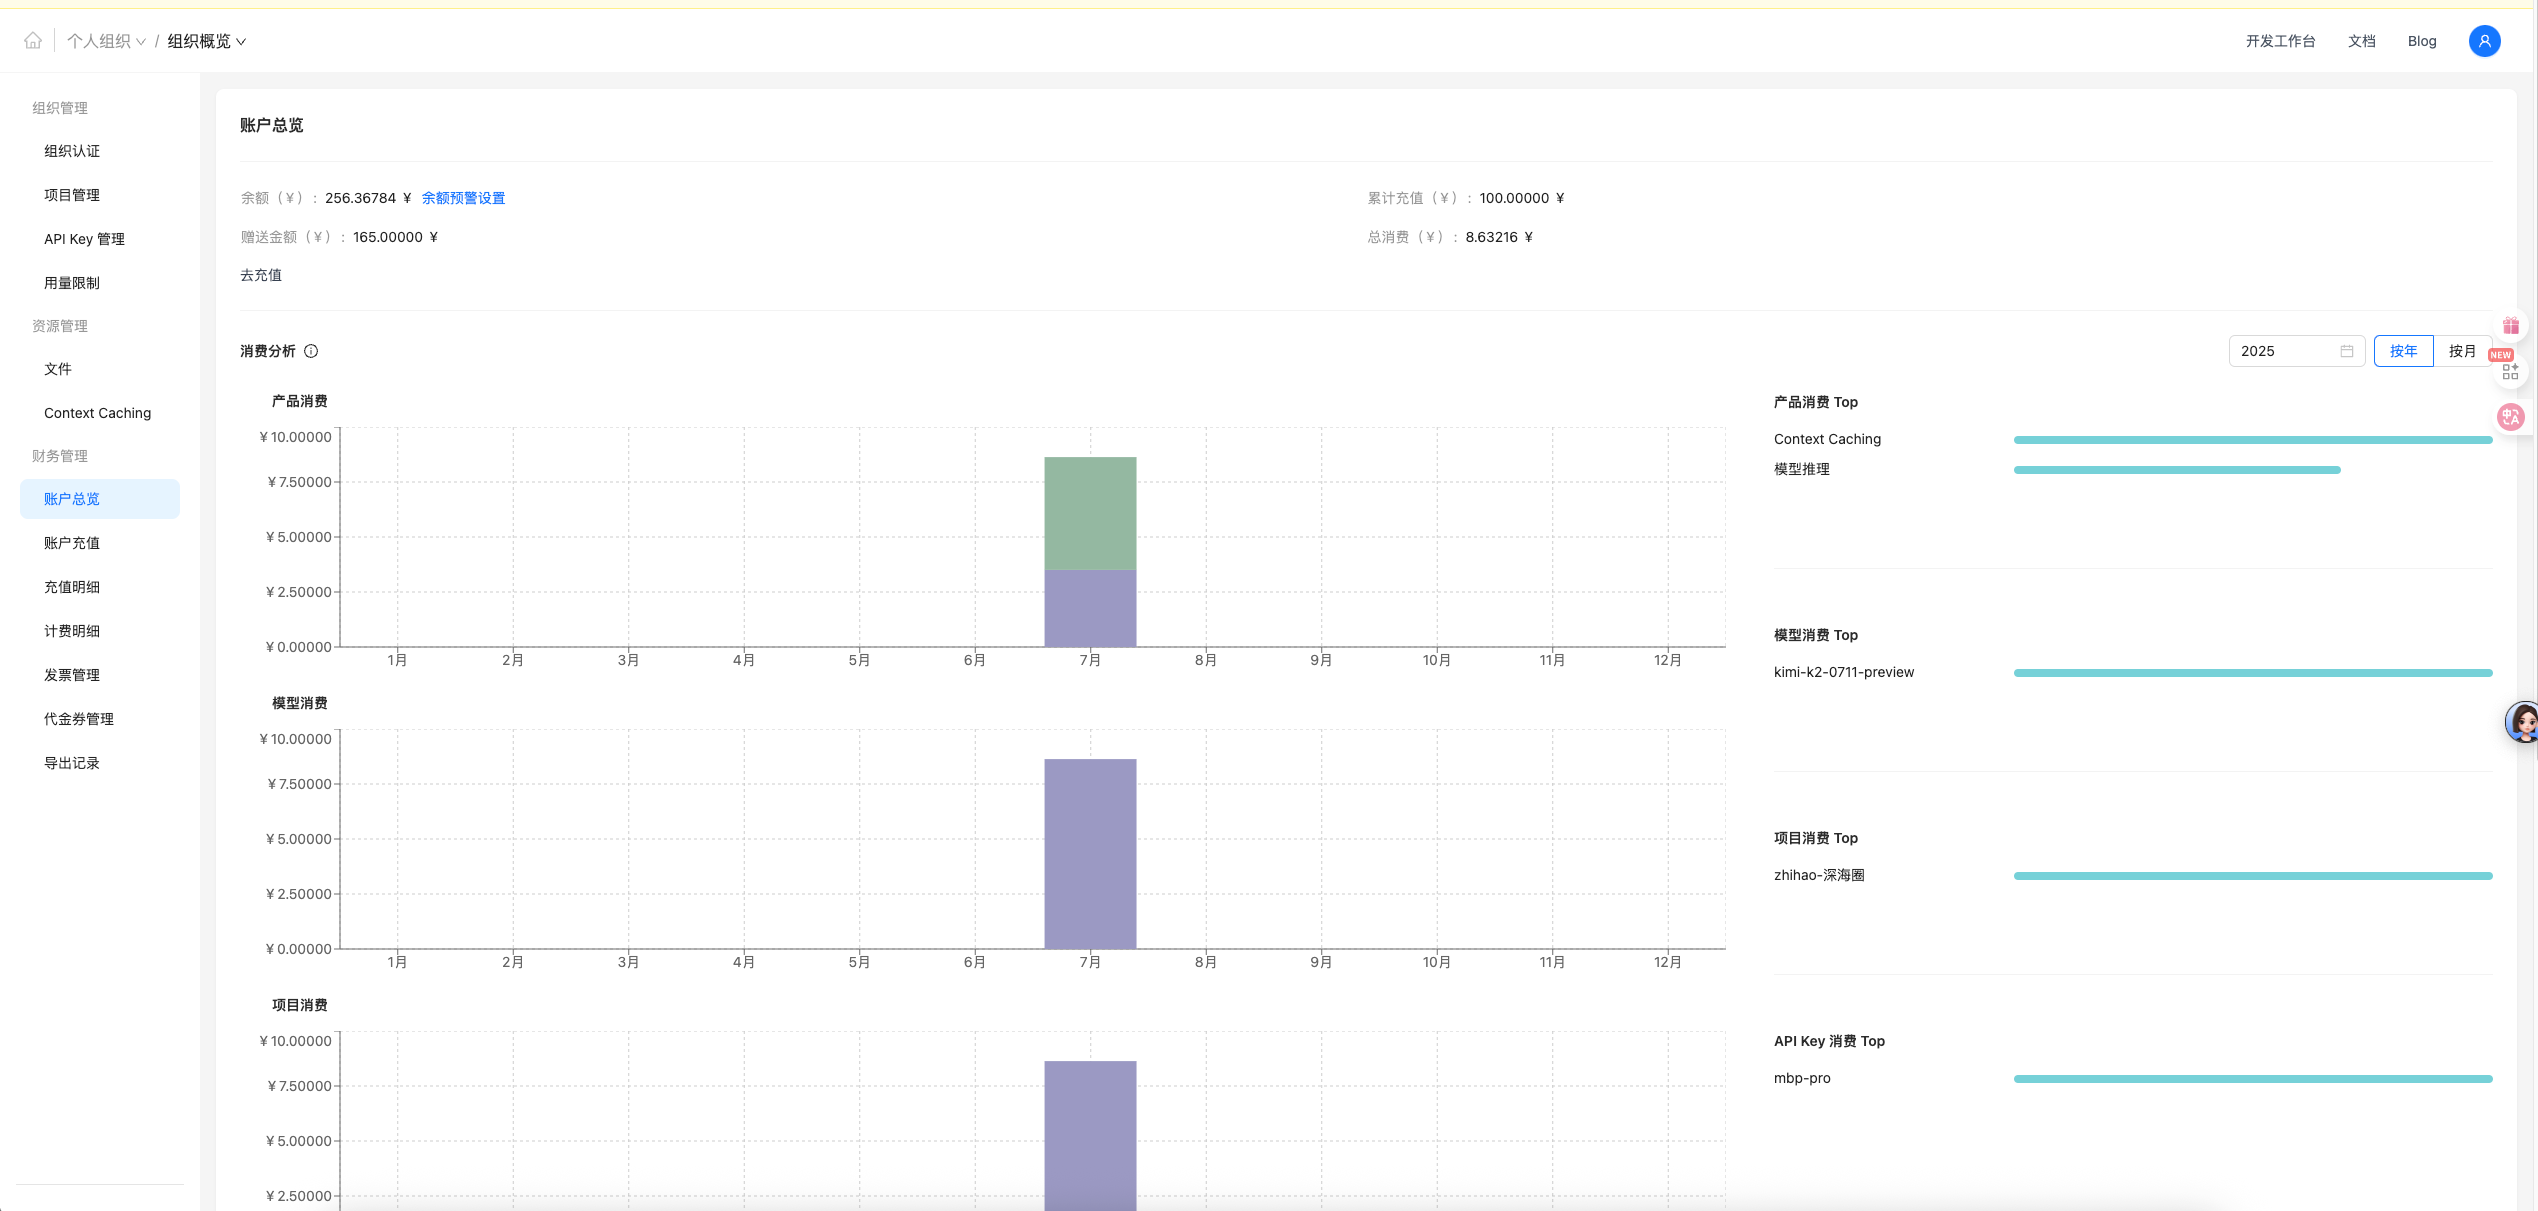 个人组织 / 组织概览
开发工作台 文档 Blog
组织管理
组织认证
项目管理
API Key 管理
用量限制
资源管理
文件
Context Caching
财务管理
账户总览
账户充值
充值明细
计费明细
发票管理
代金券管理
导出记录
账户总览
余额（¥）: 256.36784 ¥ 余额预警设置
累计充值（¥）: 100.00000 ¥
赠送金额（¥）: 165.00000 ¥
总消费（¥）: 8.63216 ¥
去充值
消费分析
2025 按年 按月
NEW
产品消费
¥ 10.00000
¥ 7.50000
¥ 5.00000
¥ 2.50000
¥ 0.00000
1月 2月 3月 4月 5月 6月 7月 8月 9月 10月 11月 12月
产品消费 Top
Context Caching
模型推理
模型消费
¥ 10.00000
¥ 7.50000
¥ 5.00000
¥ 2.50000
¥ 0.00000
1月 2月 3月 4月 5月 6月 7月 8月 9月 10月 11月 12月
模型消费 Top
kimi-k2-0711-preview
项目消费 Top
zhihao-深海圈
项目消费
¥ 10.00000
¥ 7.50000
¥ 5.00000
¥ 2.50000
API Key 消费 Top
mbp-pro